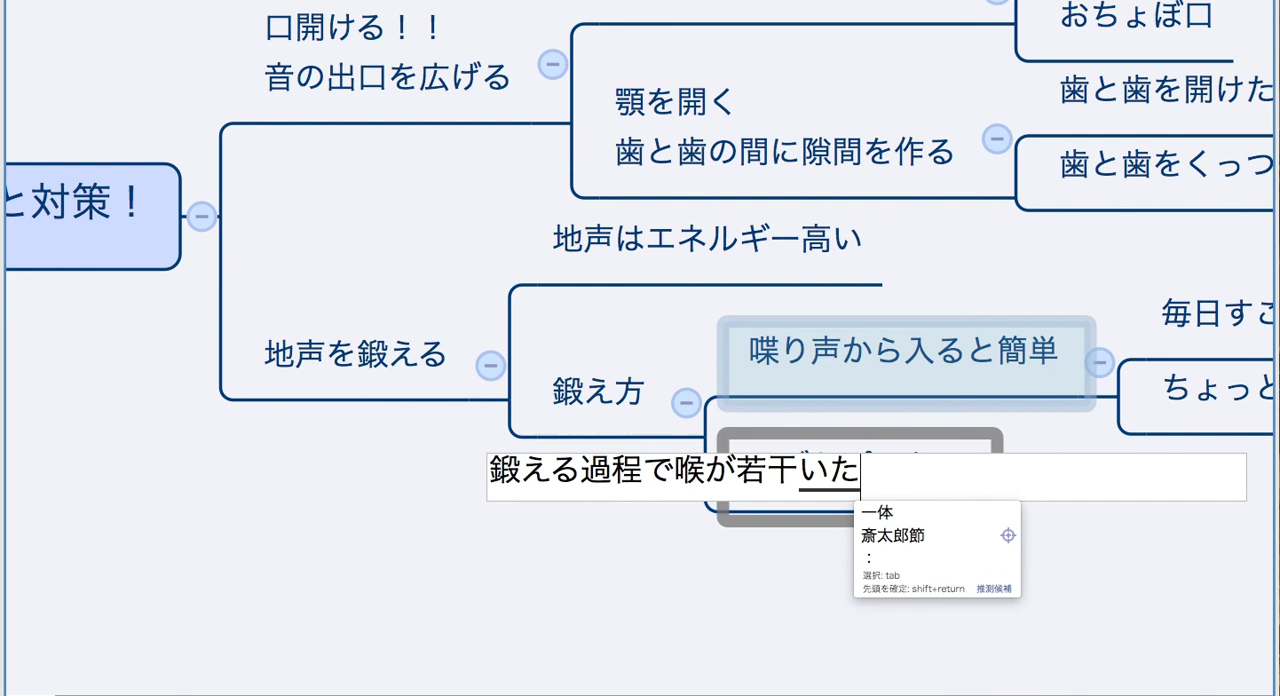 口開ける！！
音の出口を広げる
おちょぼ口
顎を開く
歯と歯の間に隙間を作る
歯と歯を開けた
歯と歯をくっつ
と対策！
地声はエネルギー高い
地声を鍛える
鍛え方
喋り声から入ると簡単
毎日すこ
ちょっと
鍛える過程で喉が若干いた
一体
斎太郎節
：
選択: tab
先頭を確定: shift+return 推測候補